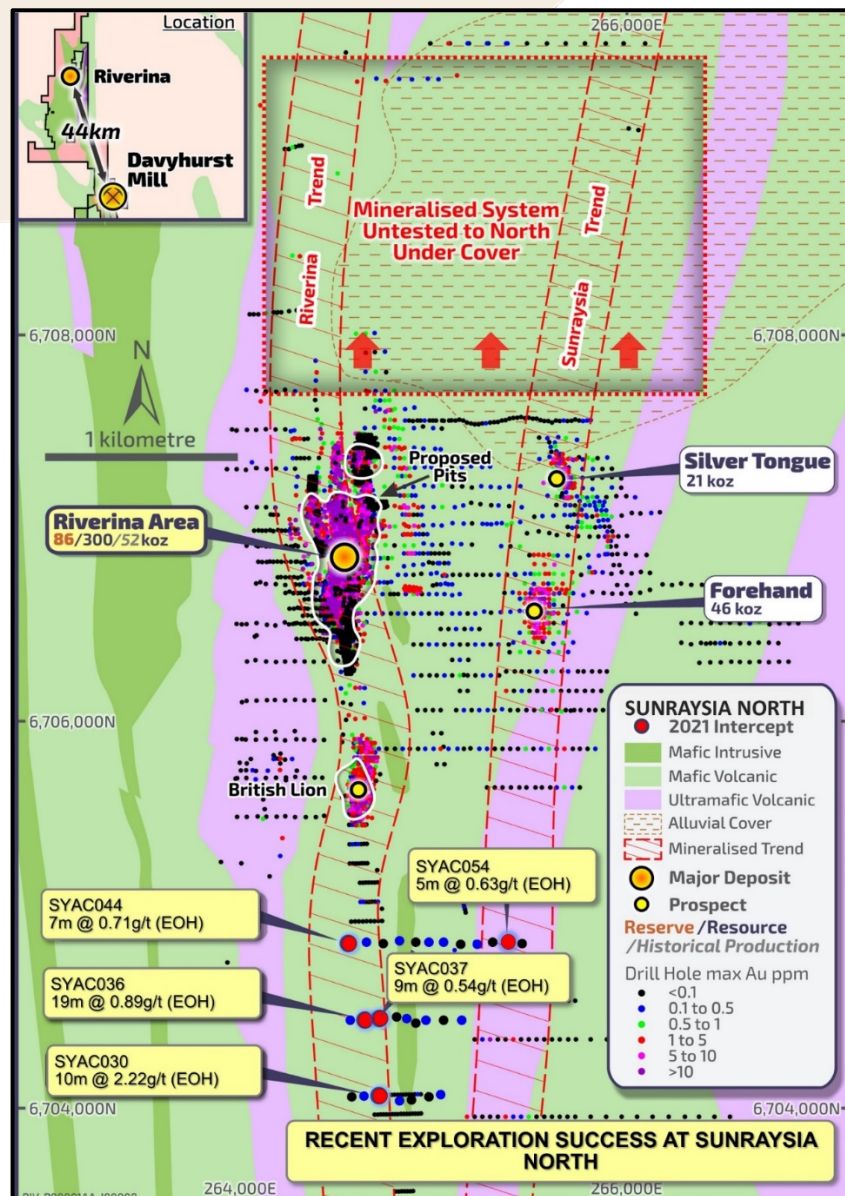 Location
Riverina
44km
Davyhurst
Mill
266,000E
Riverina Trend
Sunraysia Trend
Mineralised System
Untested to North
Under Cover
6,708,000N
6,708,000N
N
1 kilometre
Proposed
Pits
Silver Tongue
21 koz
Riverina Area
86/300/52koz
Forehand
46 koz
6,706,000N
British Lion
SUNRAYSIA NORTH
2021 Intercept
Mafic Intrusive
Mafic Volcanic
Ultramafic Volcanic
Alluvial Cover
Mineralised Trend
Major Deposit
Prospect
Reserve /Resource
/Historical Production
Drill Hole max Au ppm
<0.1
0.1 to 0.5
0.5 to 1
1 to 5
5 to 10
>10
SYAC054
5m @ 0.63g/t (EOH)
SYAC044
7m @ 0.71g/t (EOH)
SYAC037
9m @ 0.54g/t (EOH)
SYAC036
19m @ 0.89g/t (EOH)
SYAC030
10m @ 2.22g/t (EOH)
6,704,000N
6,704,000N
RECENT EXPLORATION SUCCESS AT SUNRAYSIA
NORTH
264,000E
266,000E